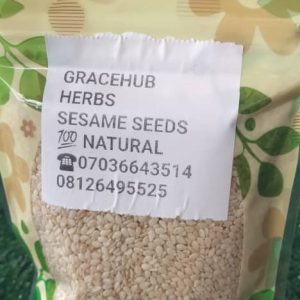 GRACEHUB
HERBS
SESAME SEEDS
💯 NATURAL
☎07036643514
08126495525